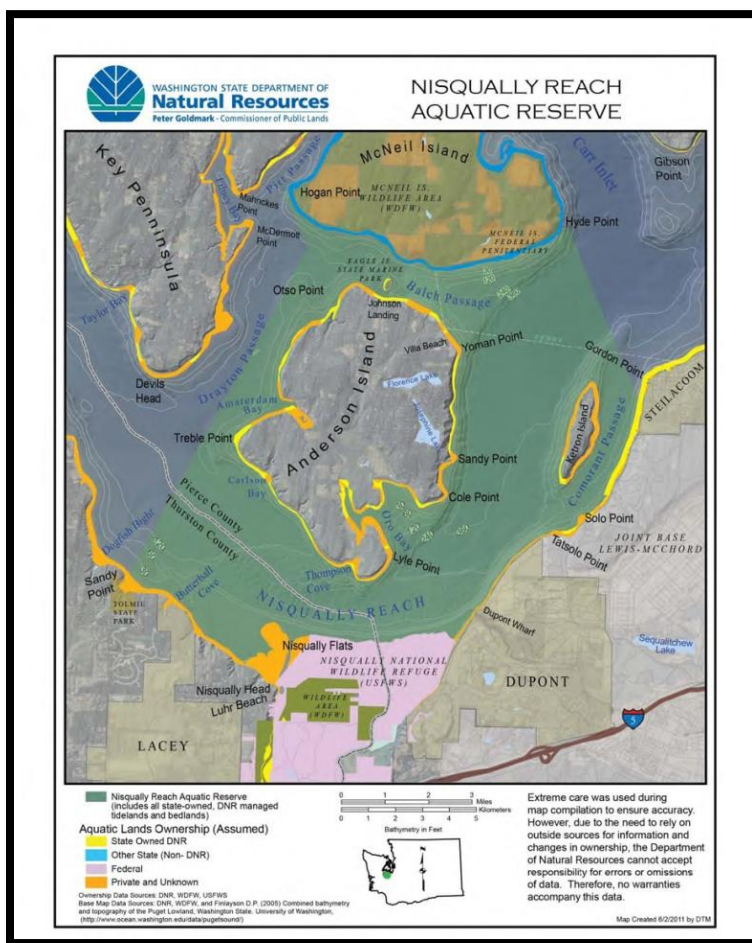 WASHINGTON STATE DEPARTMENT OF
Natural Resources
Peter Goldmark - Commissioner of Public Lands
NISQUALLY REACH
AQUATIC RESERVE
Key Penninsula
Pitt Passage
McNeil Island
Carr Inlet
Gibson
Point
Filucy Bay
Mahnckes
Point
Hogan Point
MCNEIL IS.
WILDLIFE AREA
(WDFW)
Hyde Point
McDermott
Point
MCNEIL IS.
FEDERAL
PENITENTIARY
EAGLE IS.
STATE MARINE
PARK
Otso Point
Balch Passage
Taylor Bay
Johnson
Landing
Drayton Passage
Villa Beach
Yoman Point
Gordon Point
Devils
Head
Florence Lake
STEILACOOM
Amsterdam
Bay
Anderson Island
Josephine Lake
Ketron Island
Comorant Passage
Treble Point
Sandy Point
Carlson
Bay
Cole Point
Pierce County
Thurston County
Oro Bay
Solo Point
Dogfish Bight
Tatsolo Point
JOINT BASE
LEWIS-MCCHORD
Lyle Point
Sandy
Point
Thompson
Cove
Butterball
Cove
TOLMIE
STATE
PARK
NISQUALLY REACH
Dupont Wharf
Sequalitchew
Lake
Nisqually Flats
NISQUALLY NATIONAL
WILDLIFE REFUGE
(USFWS)
DUPONT
Nisqually Head
Luhr Beach
WILDLIFE
AREA
(WDFW)
5
LACEY
Nisqually Reach Aquatic Reserve
(includes all state-owned, DNR managed
tidelands and bedlands)
Aquatic Lands Ownership (Assumed)
State Owned DNR
Other State (Non- DNR)
Federal
Private and Unknown
Ownership Data Sources: DNR, WDFW, USFWS
Base Map Data Sources: DNR, WDFW, and Finlayson D.P. (2005) Combined bathymetry
and topography of the Puget Lowland, Washington State, University of Washington,
(http://www.ocean.washington.edu/data/pugetsound/)
0 1 2 3
Miles
0 1 2 3 4 5
Kilometers
Bathymetry in Feet
Extreme care was used during
map compilation to ensure accuracy.
However, due to the need to rely on
outside sources for information and
changes in ownership, the Department
of Natural Resources cannot accept
responsibility for errors or omissions
of data. Therefore, no warranties
accompany this data.
Map Created 6/2/2011 by DTM